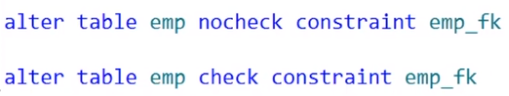 alter table emp nocheck constraint emp_fk
alter table emp check constraint emp_fk